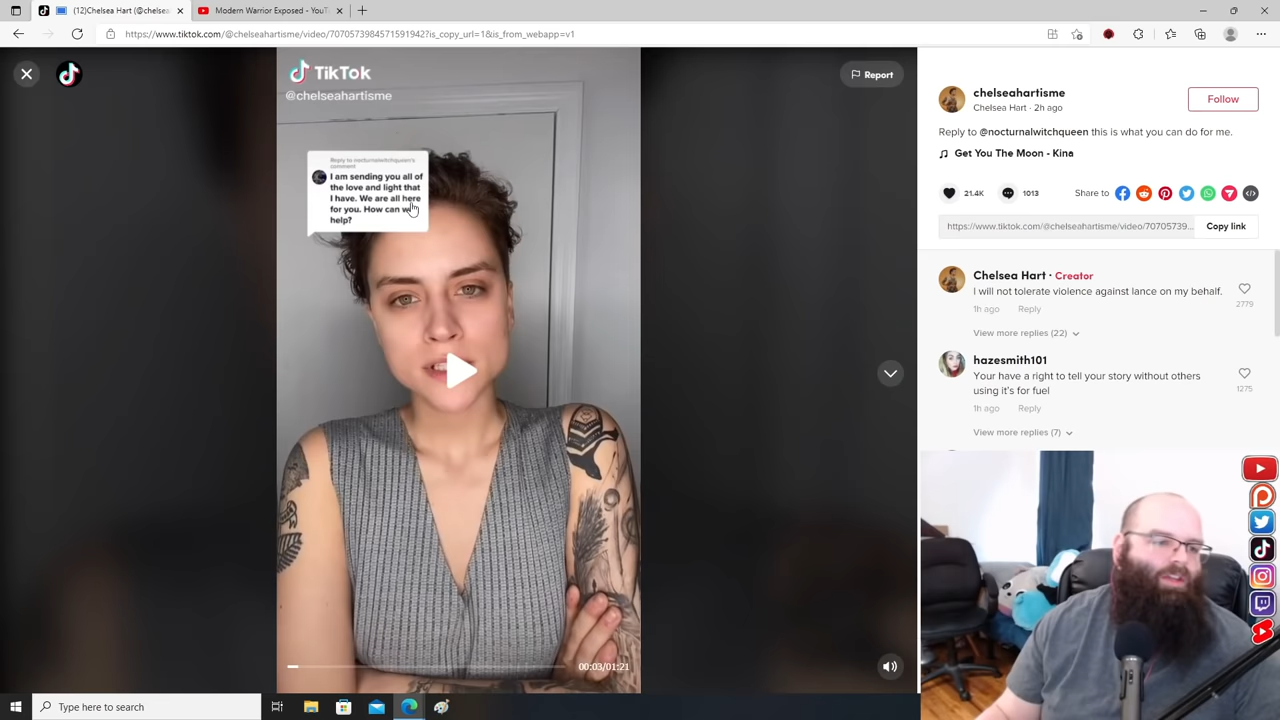 (12)Chelsea Hart (@chelsea
Modern Warrior Exposed - YouT
https://www.tiktok.com/@chelseahartisme/video/7070573984571591942?is_copy_url=1&is_from_webapp=v1
TikTok
@chelseahartisme
Report
Reply to nocturnalwitchqueen's
comment
I am sending you all of
the love and light that
I have. We are all here
for you. How can we
help?
00:03/01:21
chelseahartisme
Chelsea Hart · 2h ago
Follow
Reply to @nocturnalwitchqueen this is what you can do for me.
Get You The Moon - Kina
21.4K
1013
Share to
https://www.tiktok.com/@chelseahartisme/video/70705739...
Copy link
Chelsea Hart · Creator
I will not tolerate violence against lance on my behalf.
1h ago
Reply
2779
View more replies (22)
hazesmith101
Your have a right to tell your story without others
using it's for fuel
1275
1h ago
Reply
View more replies (7)
Type here to search